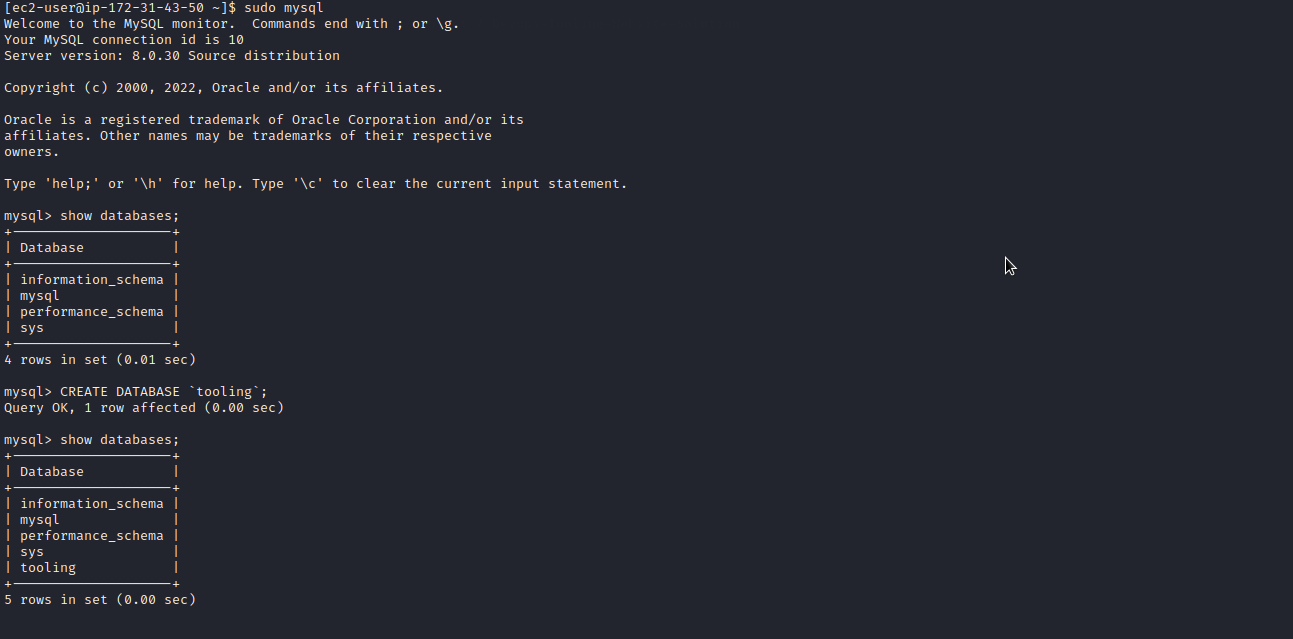 [ec2-user@ip-172-31-43-50 ~]$ sudo mysql
Welcome to the MySQL monitor.  Commands end with ; or \g.
Your MySQL connection id is 10
Server version: 8.0.30 Source distribution

Copyright (c) 2000, 2022, Oracle and/or its affiliates.

Oracle is a registered trademark of Oracle Corporation and/or its
affiliates. Other names may be trademarks of their respective
owners.

Type 'help;' or '\h' for help. Type '\c' to clear the current input statement.

mysql> show databases;
+--------------------+
| Database           |
+--------------------+
| information_schema |
| mysql              |
| performance_schema |
| sys                |
+--------------------+
4 rows in set (0.01 sec)

mysql> CREATE DATABASE `tooling`;
Query OK, 1 row affected (0.00 sec)

mysql> show databases;
+--------------------+
| Database           |
+--------------------+
| information_schema |
| mysql              |
| performance_schema |
| sys                |
| tooling            |
+--------------------+
5 rows in set (0.00 sec)